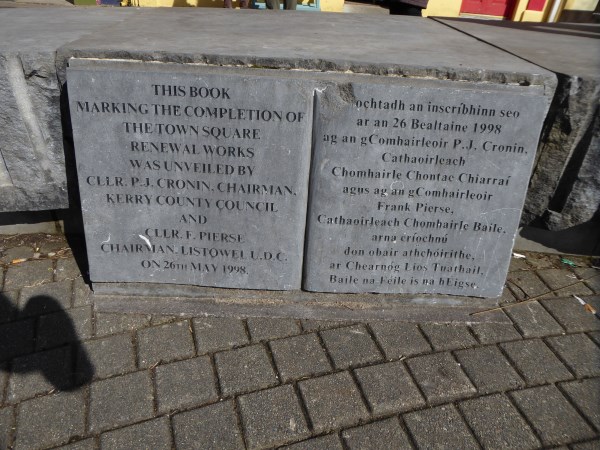 THIS BOOK
MARKING THE COMPLETION OF
THE TOWN SQUARE
RENEWAL WORKS
WAS UNVEILED BY
CLLR. P.J. CRONIN, CHAIRMAN,
KERRY COUNTY COUNCIL
AND
CLLR. F. PIERSE
CHAIRMAN, LISTOWEL U.D.C.
ON 26TH MAY 1998.
an inscríbhinn seo
ar an 26 Bealtaine 1998
ag an gComhairleoir P.J. Cronin,
Cathaoirleach
Chomhairle Chontae Chiarraí
agus ag an gComhairleoir
Frank Pierse,
Cathaoirleach Chombairle Baile,
arna críochnú
don obair athchóirithe,
ar Chearnóg Lios Tuathail,
Baile na Féile is na hÉigse.